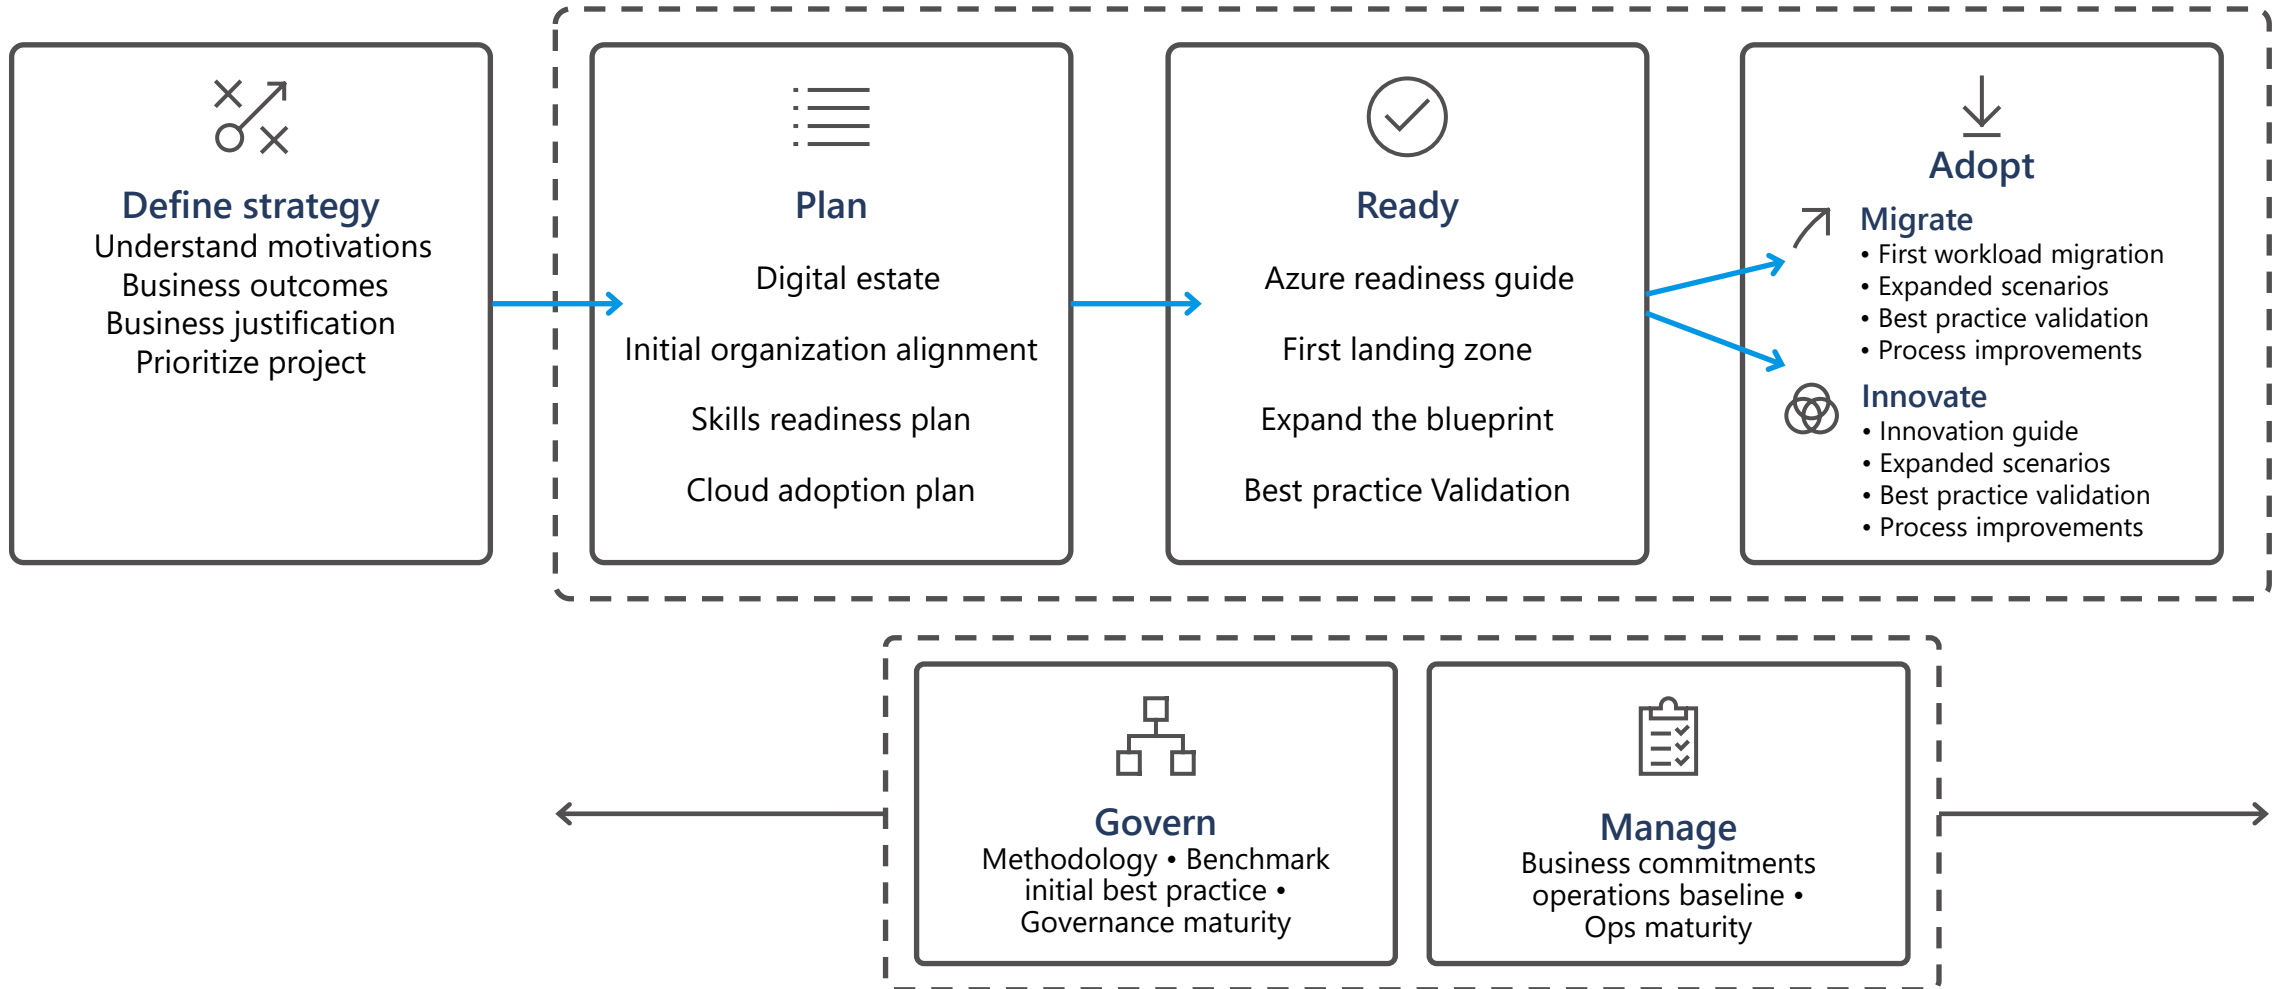 Define strategy
Understand motivations
Business outcomes
Business justification
Prioritize project
Plan
Digital estate
Initial organization alignment
Skills readiness plan
Cloud adoption plan
Ready
Azure readiness guide
First landing zone
Expand the blueprint
Best practice Validation
Adopt
Migrate
• First workload migration
• Expanded scenarios
• Best practice validation
• Process improvements
Innovate
• Innovation guide
• Expanded scenarios
• Best practice validation
• Process improvements
Govern
Methodology • Benchmark
initial best practice •
Governance maturity
Manage
Business commitments
operations baseline •
Ops maturity